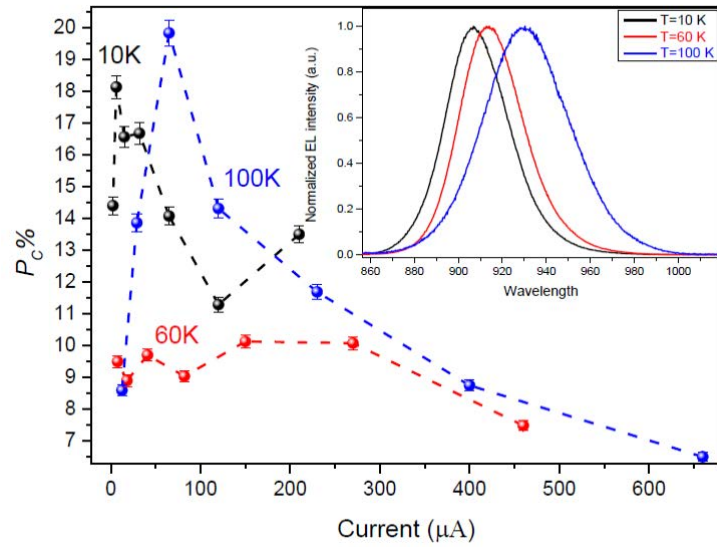 20
19
18
17
16
15
14
13
12
11
10
9
8
7
P_C%
0 100 200 300 400 500 600
Current (μA)
10K
100K
60K
1.0
0.8
0.6
0.4
0.2
0.0
Normalized EL intensity (a.u.)
860 880 900 920 940 960 980 1000
Wavelength
T=10 K
T=60 K
T=100 K